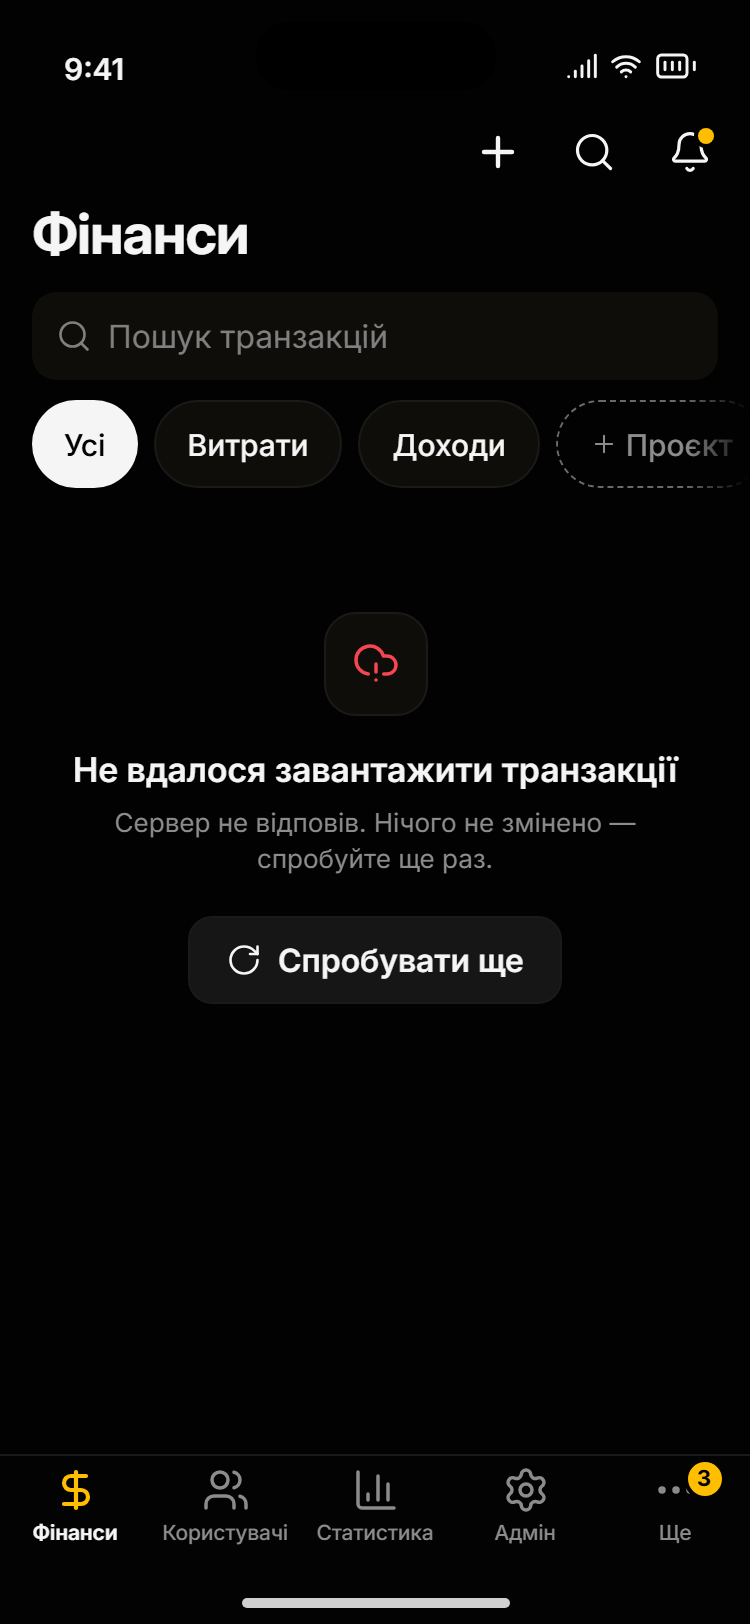 9:41
Фінанси
Пошук транзакцій
Усі
Витрати
Доходи
+ Проєкт
Не вдалося завантажити транзакції
Сервер не відповів. Нічого не змінено —
спробуйте ще раз.
Спробувати ще
3
Фінанси
Користувачі
Статистика
Адмін
Ще